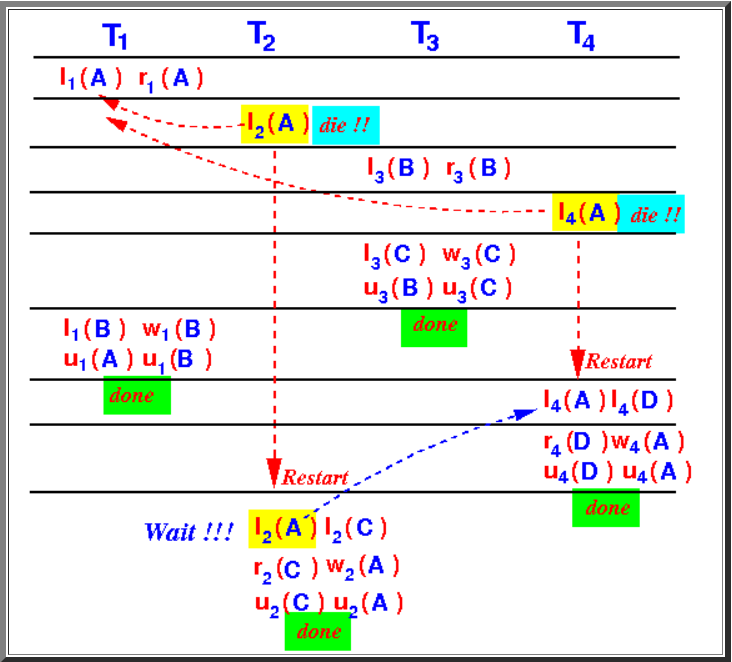 T1 T2 T3 T4
l1(A) r1(A)
l2(A) die !!
l3(B) r3(B)
l4(A) die !!
l3(C) w3(C)
u3(B) u3(C)
done
l1(B) w1(B)
u1(A) u1(B)
done
Restart
l4(A) l4(D)
r4(D) w4(A)
u4(D) u4(A)
done
Restart
Wait !!! l2(A) l2(C)
r2(C) w2(A)
u2(C) u2(A)
done